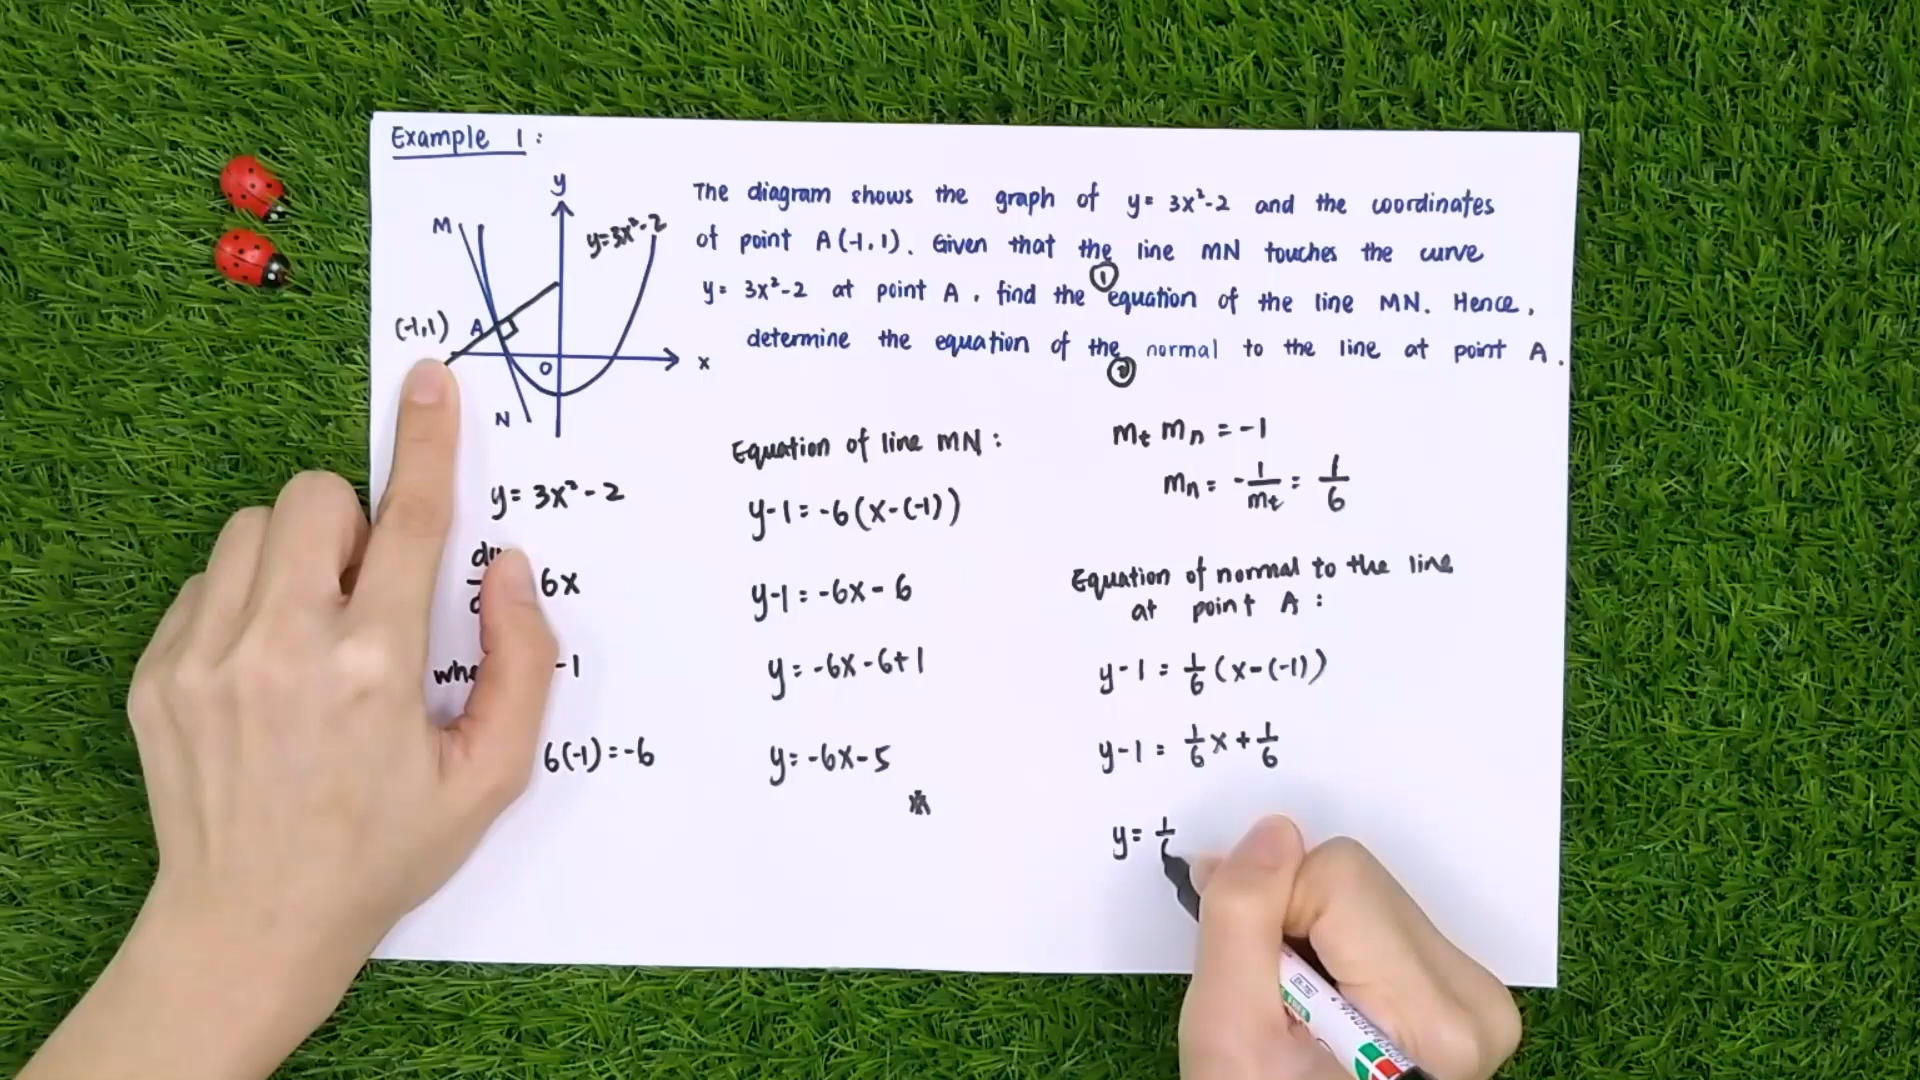 Example 1 :
y
M
y = 3x² - 2
(-1, 1)
A
O
x
N
The diagram shows the graph of y = 3x² - 2 and the coordinates
of point A (-1, 1). Given that the line MN touches the curve
①
y = 3x² - 2 at point A, find the equation of the line MN. Hence,
determine the equation of the normal to the line at point A.
②
y = 3x² - 2
6x
-1
6(-1) = -6
Equation of line MN :
y - 1 = -6(x - (-1))
y - 1 = -6x - 6
y = -6x - 6 + 1
y = -6x - 5
mₜ mₙ = -1
mₙ = -1/mₜ = 1/6
Equation of normal to the line
at point A :
y - 1 = 1/6 (x - (-1))
y - 1 = 1/6 x + 1/6
y = 1/6